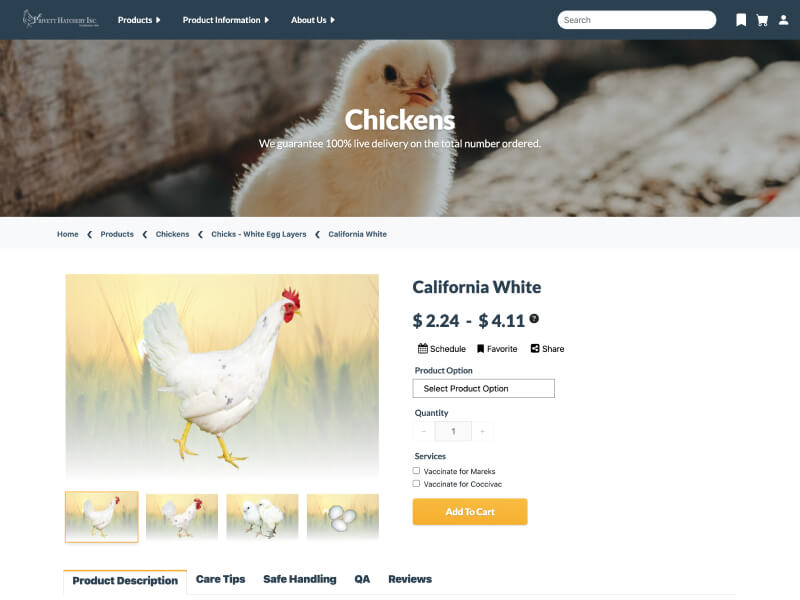 Privett Hatchery Inc.
Products
Product Information
About Us
Search
Chickens
We guarantee 100% live delivery on the total number ordered.
Home
Products
Chickens
Chicks - White Egg Layers
California White
California White
$ 2.24 - $ 4.11 ?
Schedule
Favorite
Share
Product Option
Select Product Option
Quantity
− 1 +
Services
Vaccinate for Mareks
Vaccinate for Coccivac
Add To Cart
Product Description
Care Tips
Safe Handling
QA
Reviews